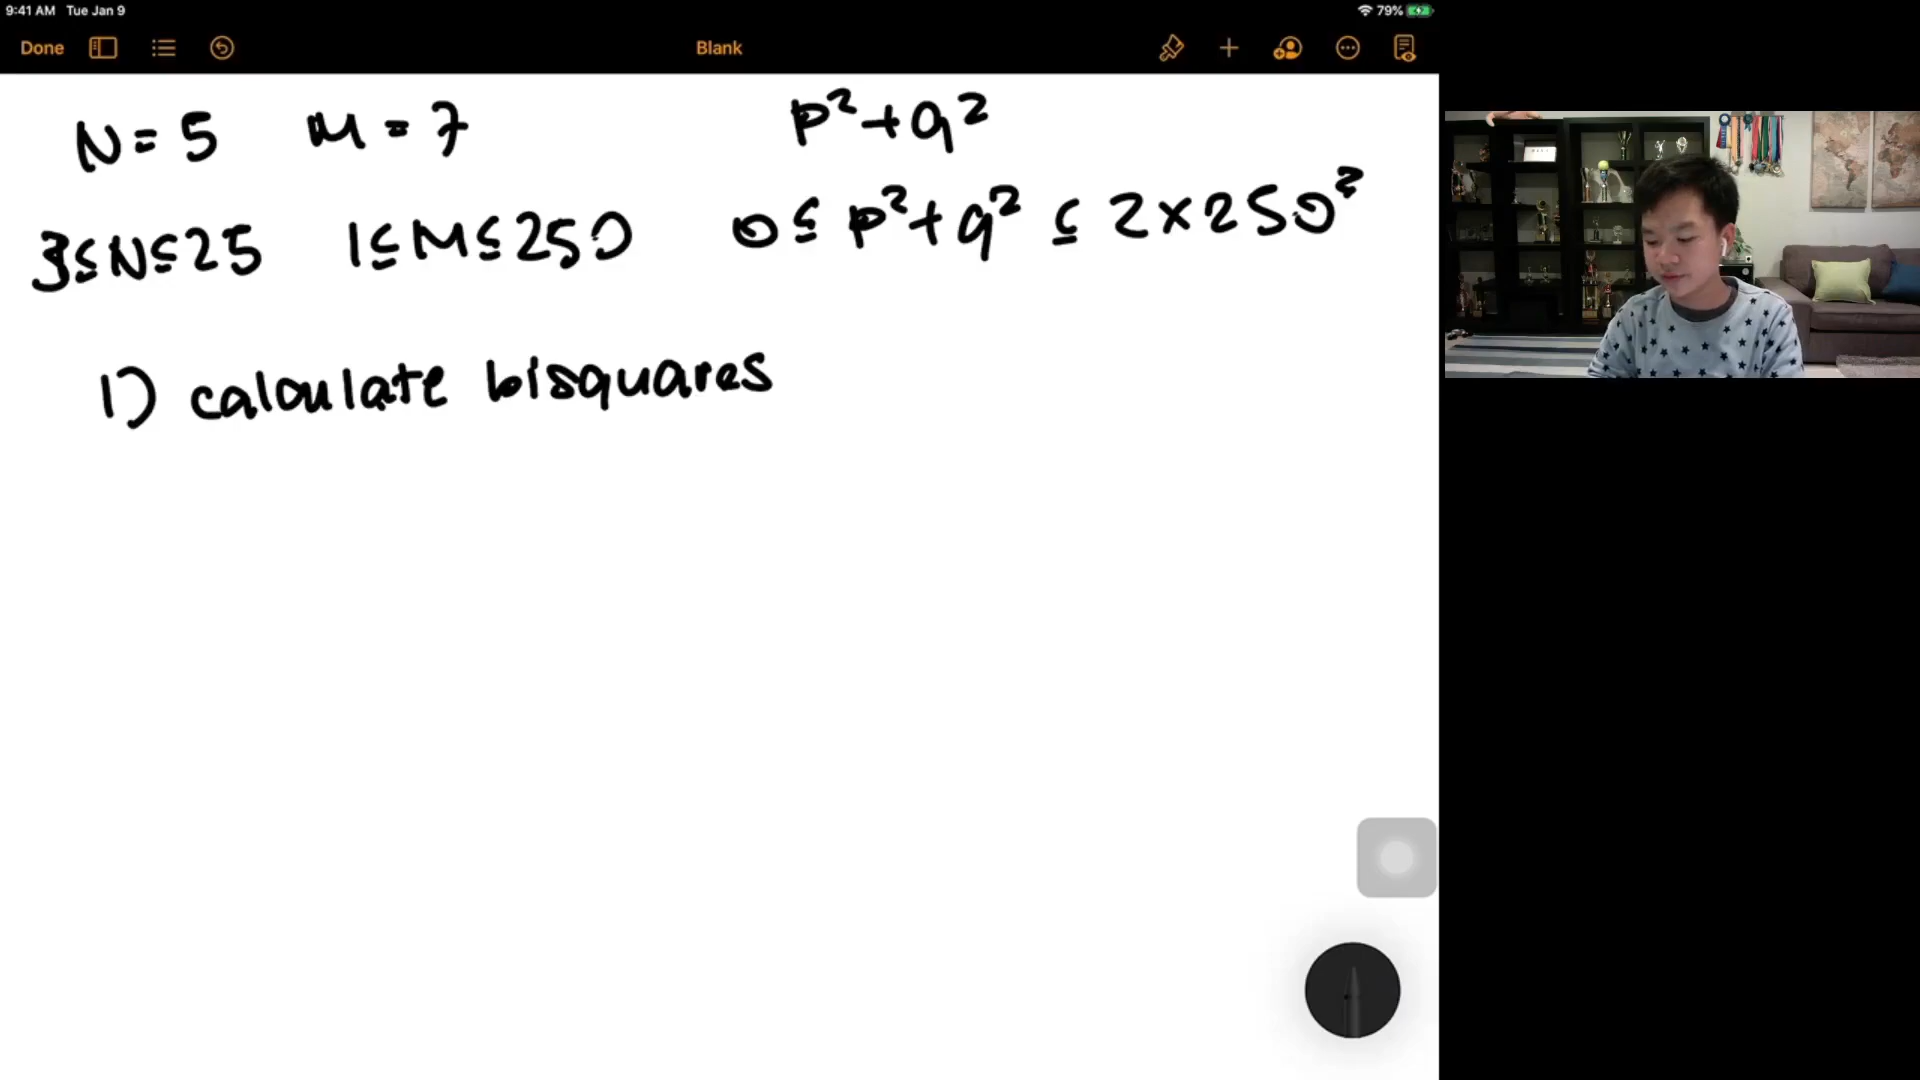 9:41 AM Tue Jan 9
79%
Done
Blank
N = 5 M = 7
p²+q²
3≤N≤25 1≤M≤250 0 ≤ p²+q² ≤ 2×250²
1) calculate bisquares